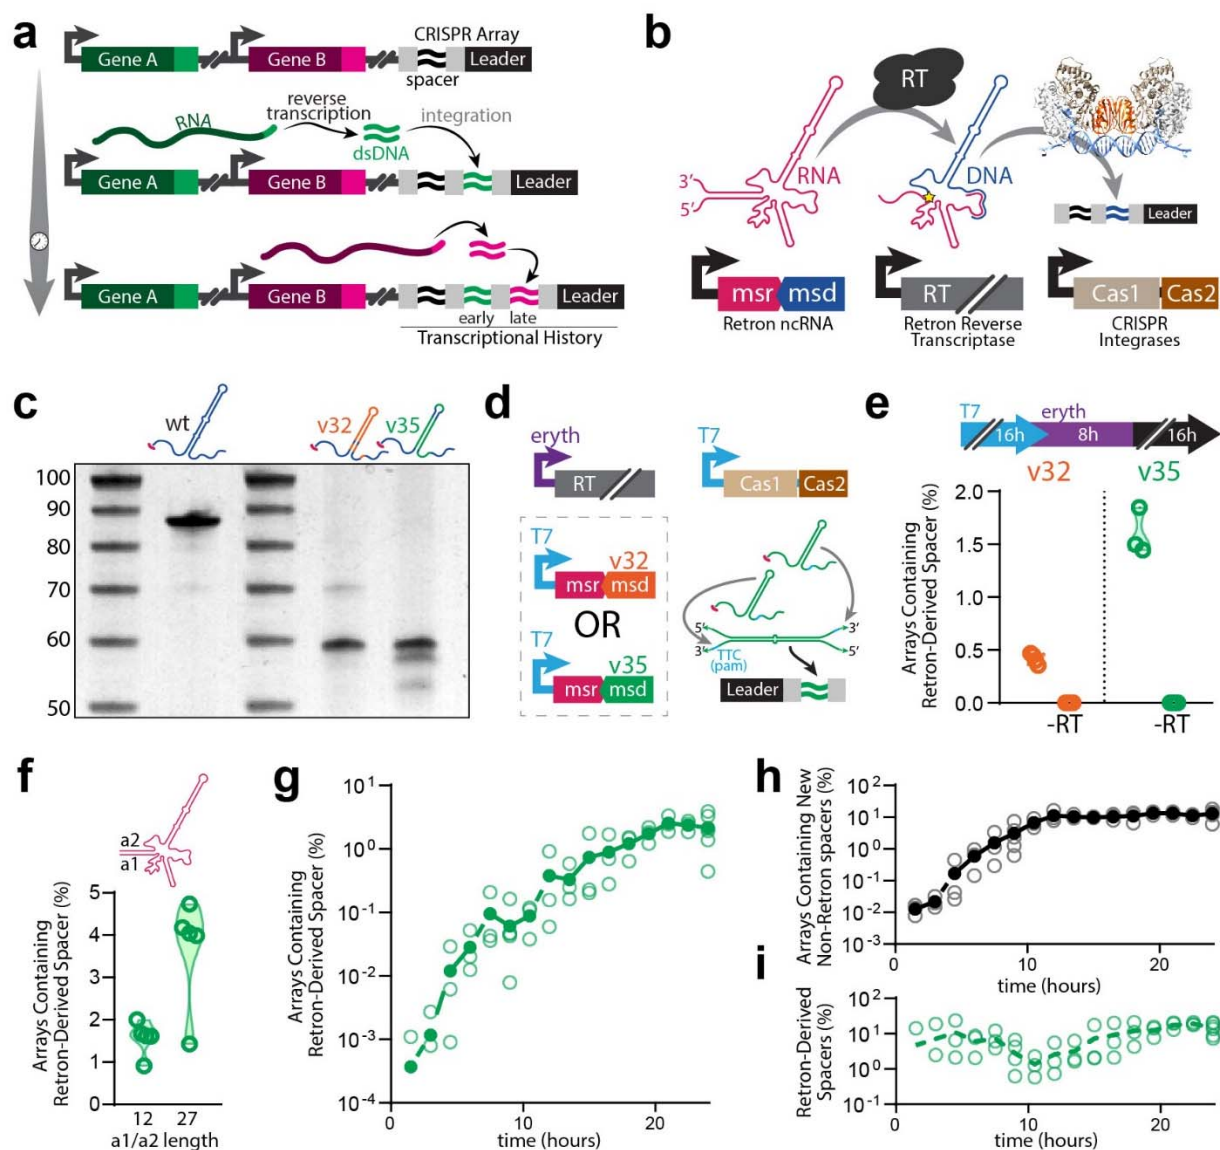 a
CRISPR Array
Gene A
Gene B
Leader
spacer
RNA
reverse
transcription
integration
dsDNA
Gene A
Gene B
Leader
Gene A
Gene B
Leader
early
late
Transcriptional History
b
RT
RNA
DNA
3′
5′
Leader
msr
msd
RT
Cas1
Cas2
Retron ncRNA
Retron Reverse
Transcriptase
CRISPR
Integrases
c
wt
v32
v35
100
90
80
70
60
50
d
eryth
RT
T7
Cas1
Cas2
T7
v32
msr
msd
OR
T7
v35
msr
msd
5′
3′
3′
5′
TTC
(pam)
Leader
e
T7
eryth
16h
8h
16h
v32
v35
Arrays Containing
Retron-Derived Spacer (%)
2.0
1.5
1.0
0.5
0.0
-RT
-RT
f
a2
a1
Arrays Containing
Retron-Derived Spacer (%)
5
4
3
2
1
0
12
27
a1/a2 length
g
Arrays Containing
Retron-Derived Spacer (%)
10¹
10⁰
10⁻¹
10⁻²
10⁻³
10⁻⁴
0
10
20
time (hours)
h
Arrays Containing New
Non-Retron spacers (%)
10²
10¹
10⁰
10⁻¹
10⁻²
10⁻³
0
10
20
time (hours)
i
Retron-Derived
Spacers (%)
10²
10¹
10⁰
10⁻¹
0
10
20
time (hours)